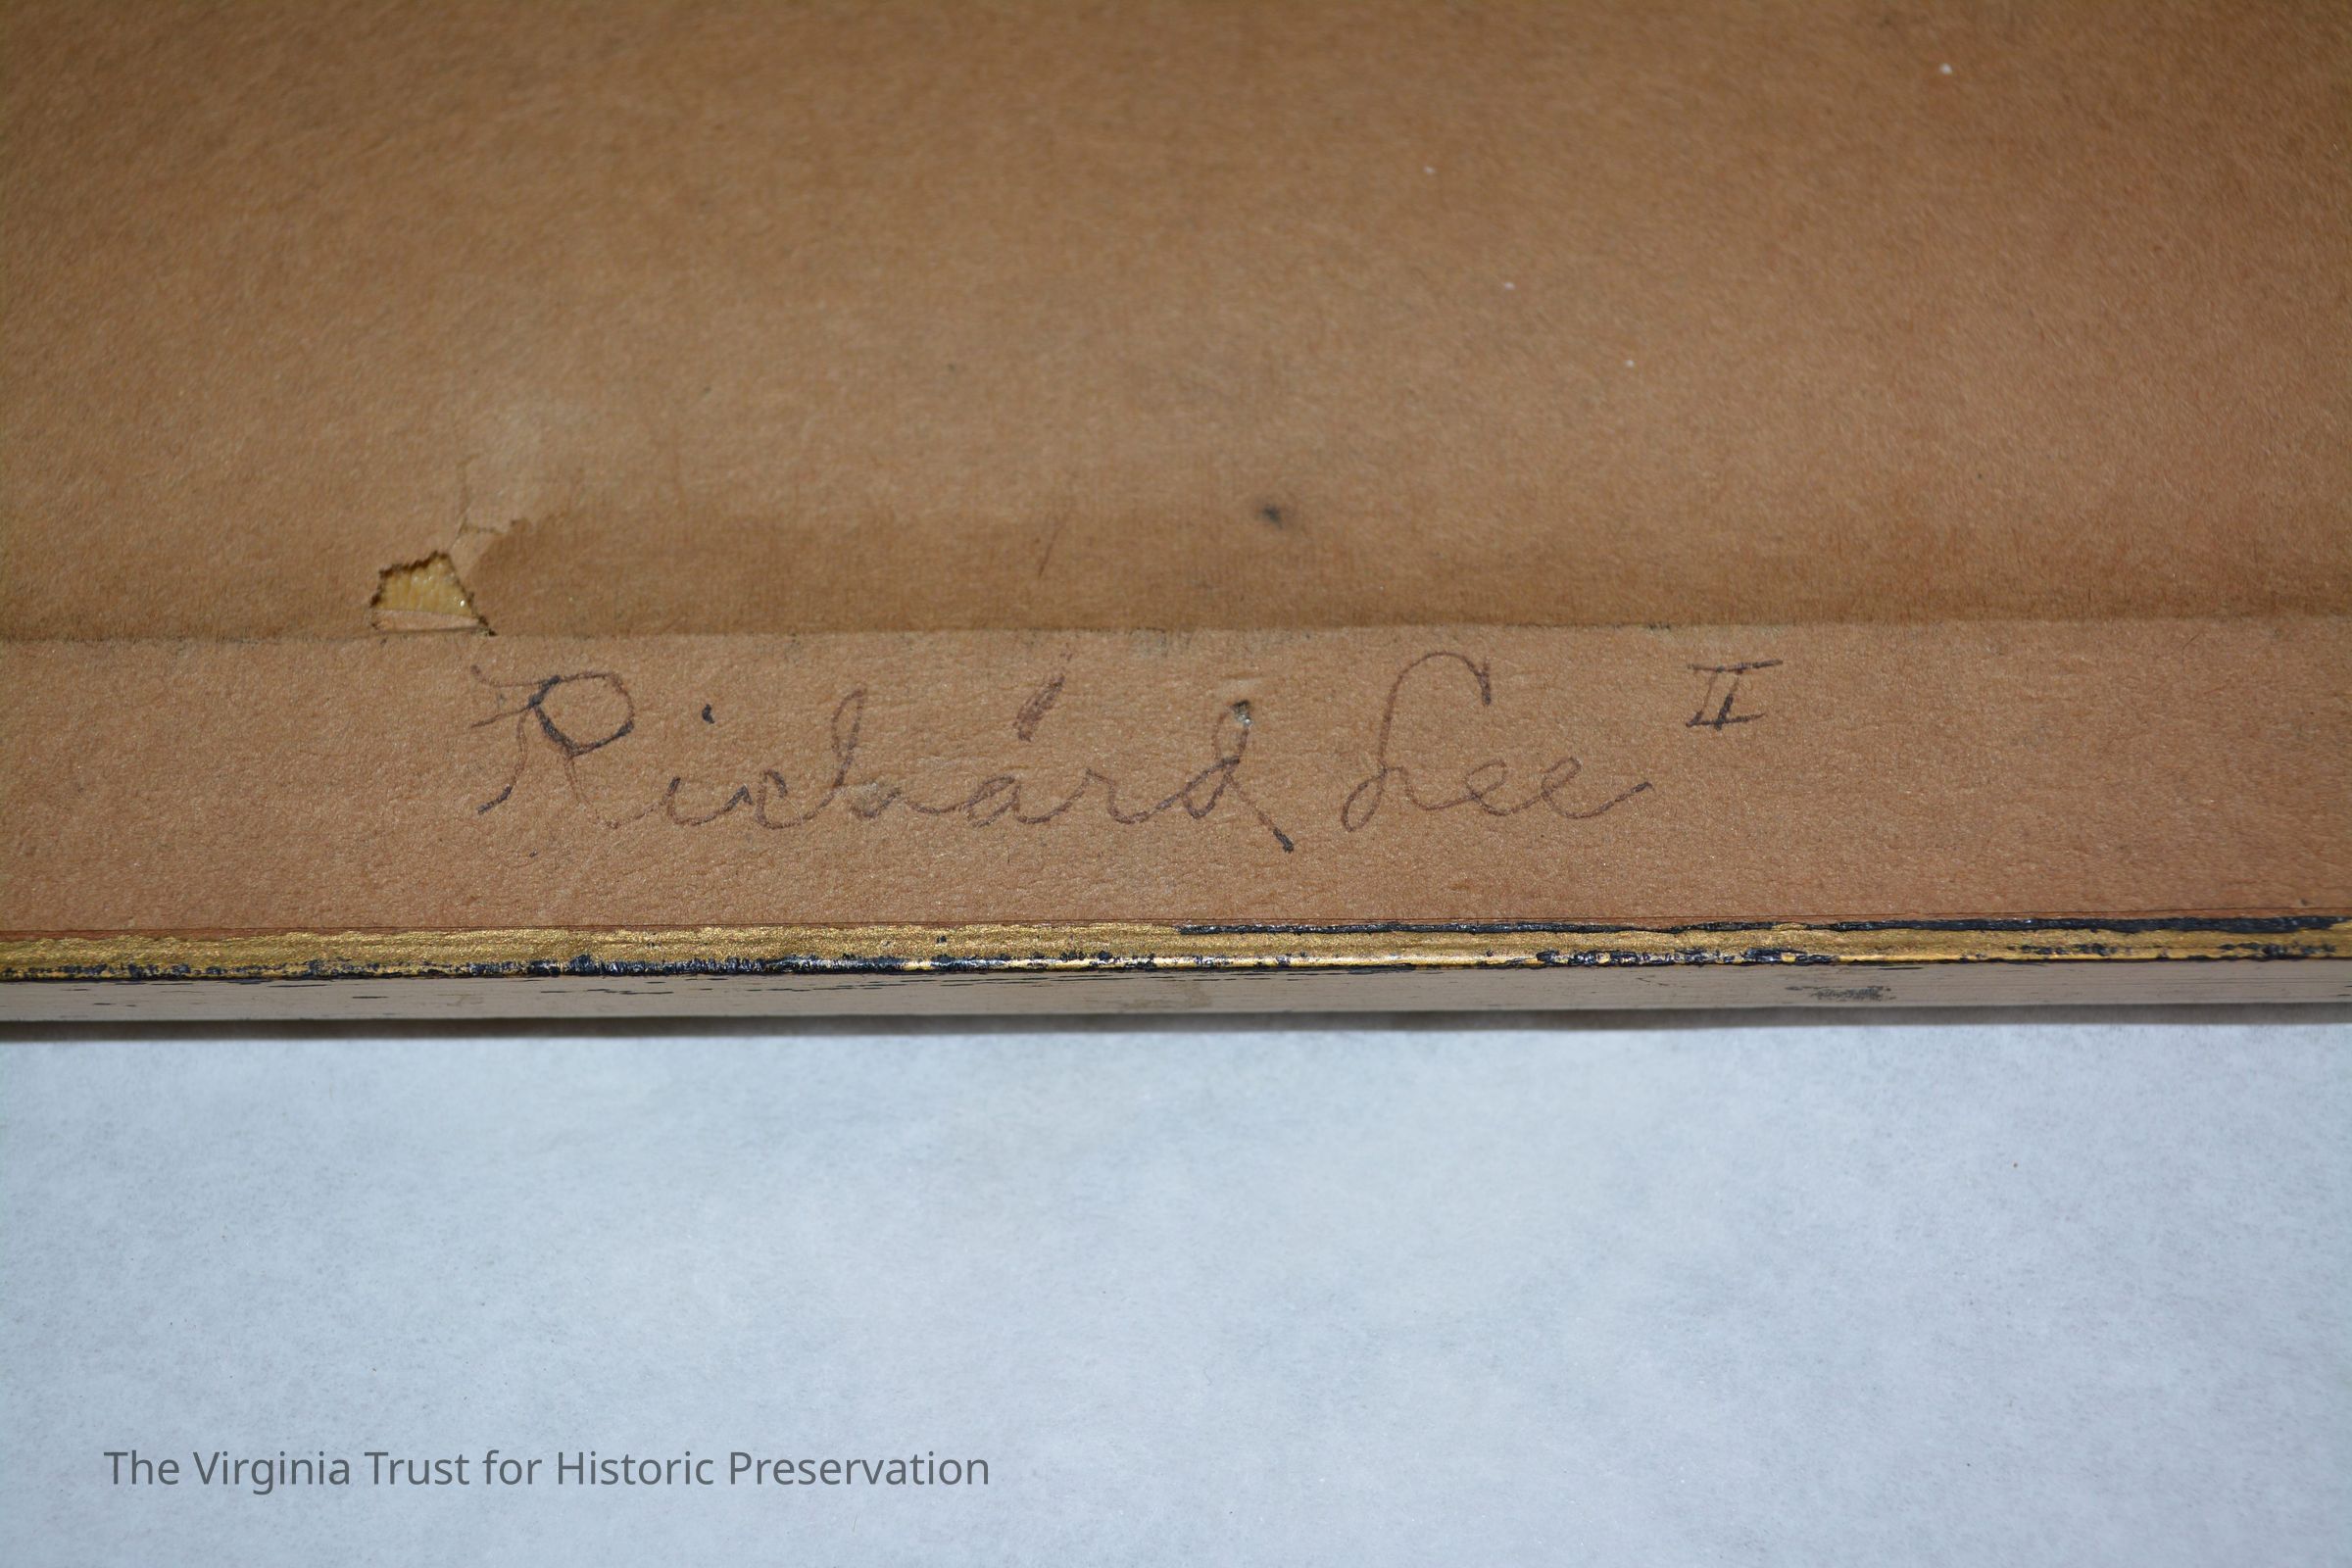 Richard Lee II
The Virginia Trust for Historic Preservation